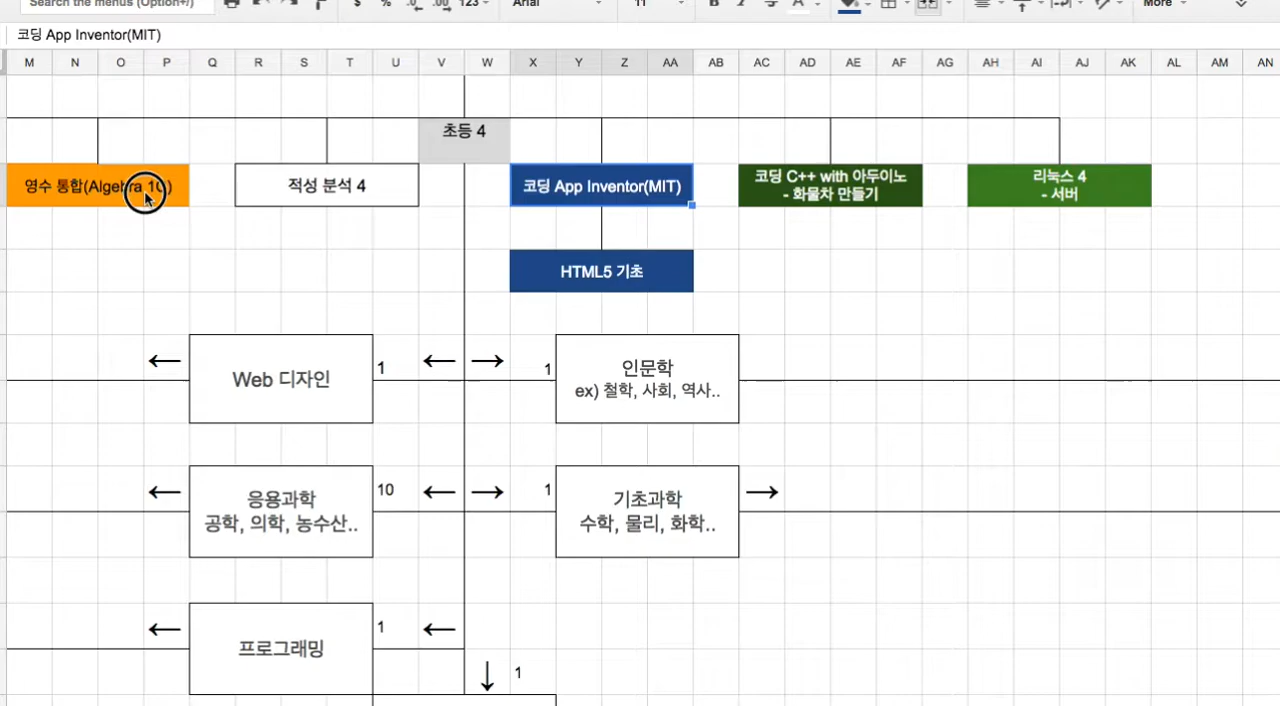 Search the menus (Option+/)
$ % .0 .00 123 Arial 11 B A More
코딩 App Inventor(MIT)
M N O P Q R S T U V W X Y Z AA AB AC AD AE AF AG AH AI AJ AK AL AM AN
초등 4
영수 통합(Algebra 1C)
적성 분석 4
코딩 App Inventor(MIT)
코딩 C++ with 아두이노
- 화물차 만들기
리눅스 4
- 서버
HTML5 기초
← Web 디자인 1 ← → 1 인문학
ex) 철학, 사회, 역사..
← 응용과학 10 ← → 1 기초과학 →
공학, 의학, 농수산..
수학, 물리, 화학..
← 프로그래밍 1 ←
↓ 1